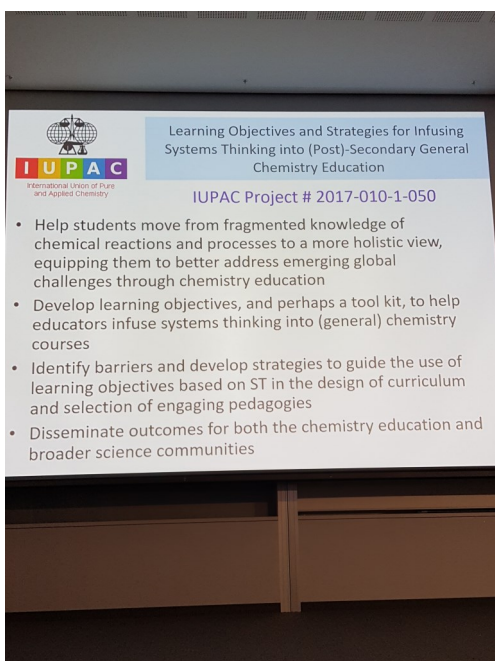 Learning Objectives and Strategies for Infusing
Systems Thinking into (Post)-Secondary General
Chemistry Education
I U P A C
International Union of Pure
and Applied Chemistry
IUPAC Project # 2017-010-1-050
• Help students move from fragmented knowledge of
chemical reactions and processes to a more holistic view,
equipping them to better address emerging global
challenges through chemistry education
• Develop learning objectives, and perhaps a tool kit, to help
educators infuse systems thinking into (general) chemistry
courses
• Identify barriers and develop strategies to guide the use of
learning objectives based on ST in the design of curriculum
and selection of engaging pedagogies
• Disseminate outcomes for both the chemistry education and
broader science communities